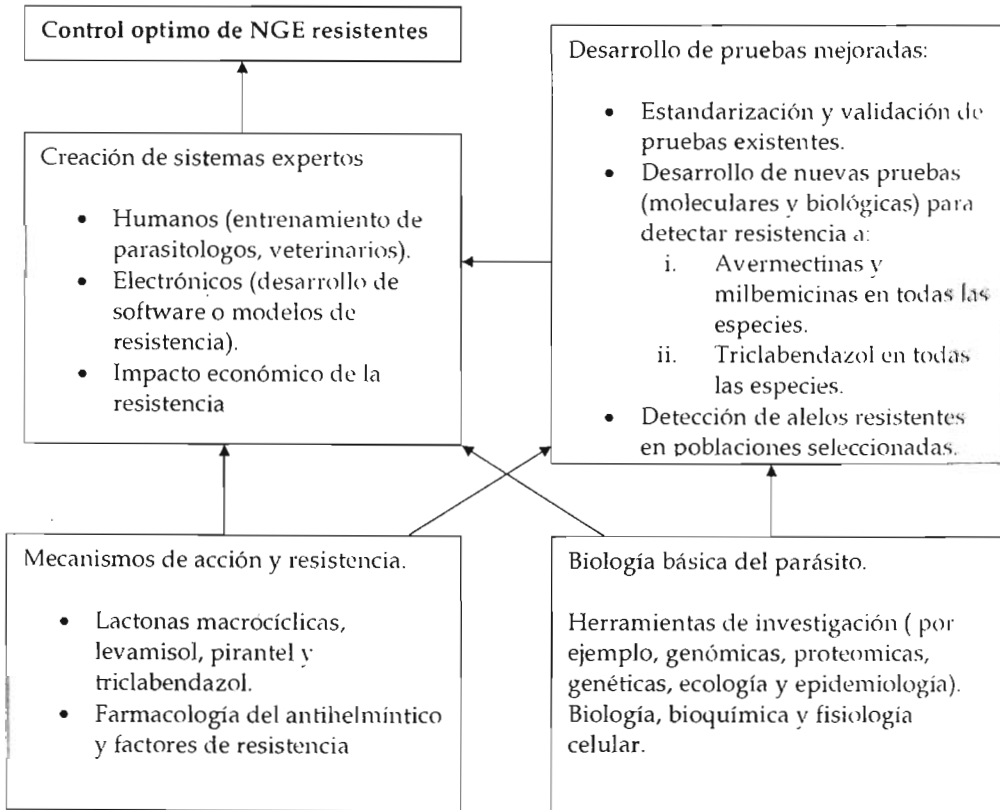 Control optimo de NGE resistentes
Creación de sistemas expertos
• Humanos (entrenamiento de
parasitologos, veterinarios).
• Electrónicos (desarrollo de
software o modelos de
resistencia).
• Impacto económico de la
resistencia
Desarrollo de pruebas mejoradas:
• Estandarización y validación de
pruebas existentes.
• Desarrollo de nuevas pruebas
(moleculares y biológicas) para
detectar resistencia a:
i. Avermectinas y
milbemicinas en todas las
especies.
ii. Triclabendazol en todas
las especies.
• Detección de alelos resistentes
en poblaciones seleccionadas.
Mecanismos de acción y resistencia.
• Lactonas macrocíclicas,
levamisol, pirantel y
triclabendazol.
• Farmacología del antihelmíntico
y factores de resistencia
Biología básica del parásito.
Herramientas de investigación ( por
ejemplo, genómicas, proteomicas,
genéticas, ecología y epidemiología).
Biología, bioquímica y fisiología
celular.